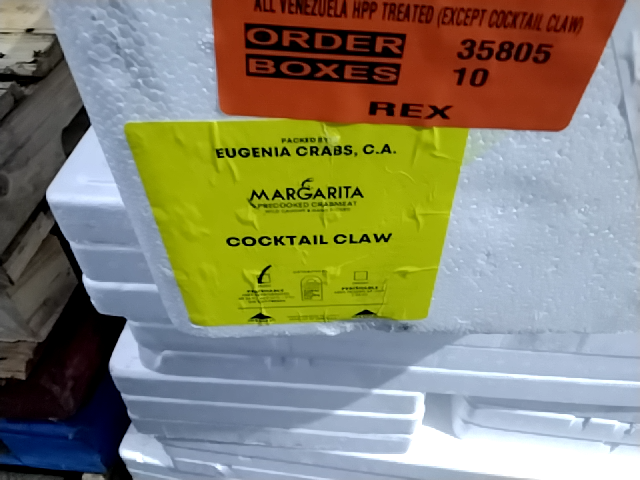 ALL VENEZUELA HPP TREATED (EXCEPT COCKTAIL CLAW)
ORDER 35805
BOXES 10
REX
PACKED BY
EUGENIA CRABS, C.A.
MARGARITA
PRECOOKED CRABMEAT
COCKTAIL CLAW
PERISHABLE